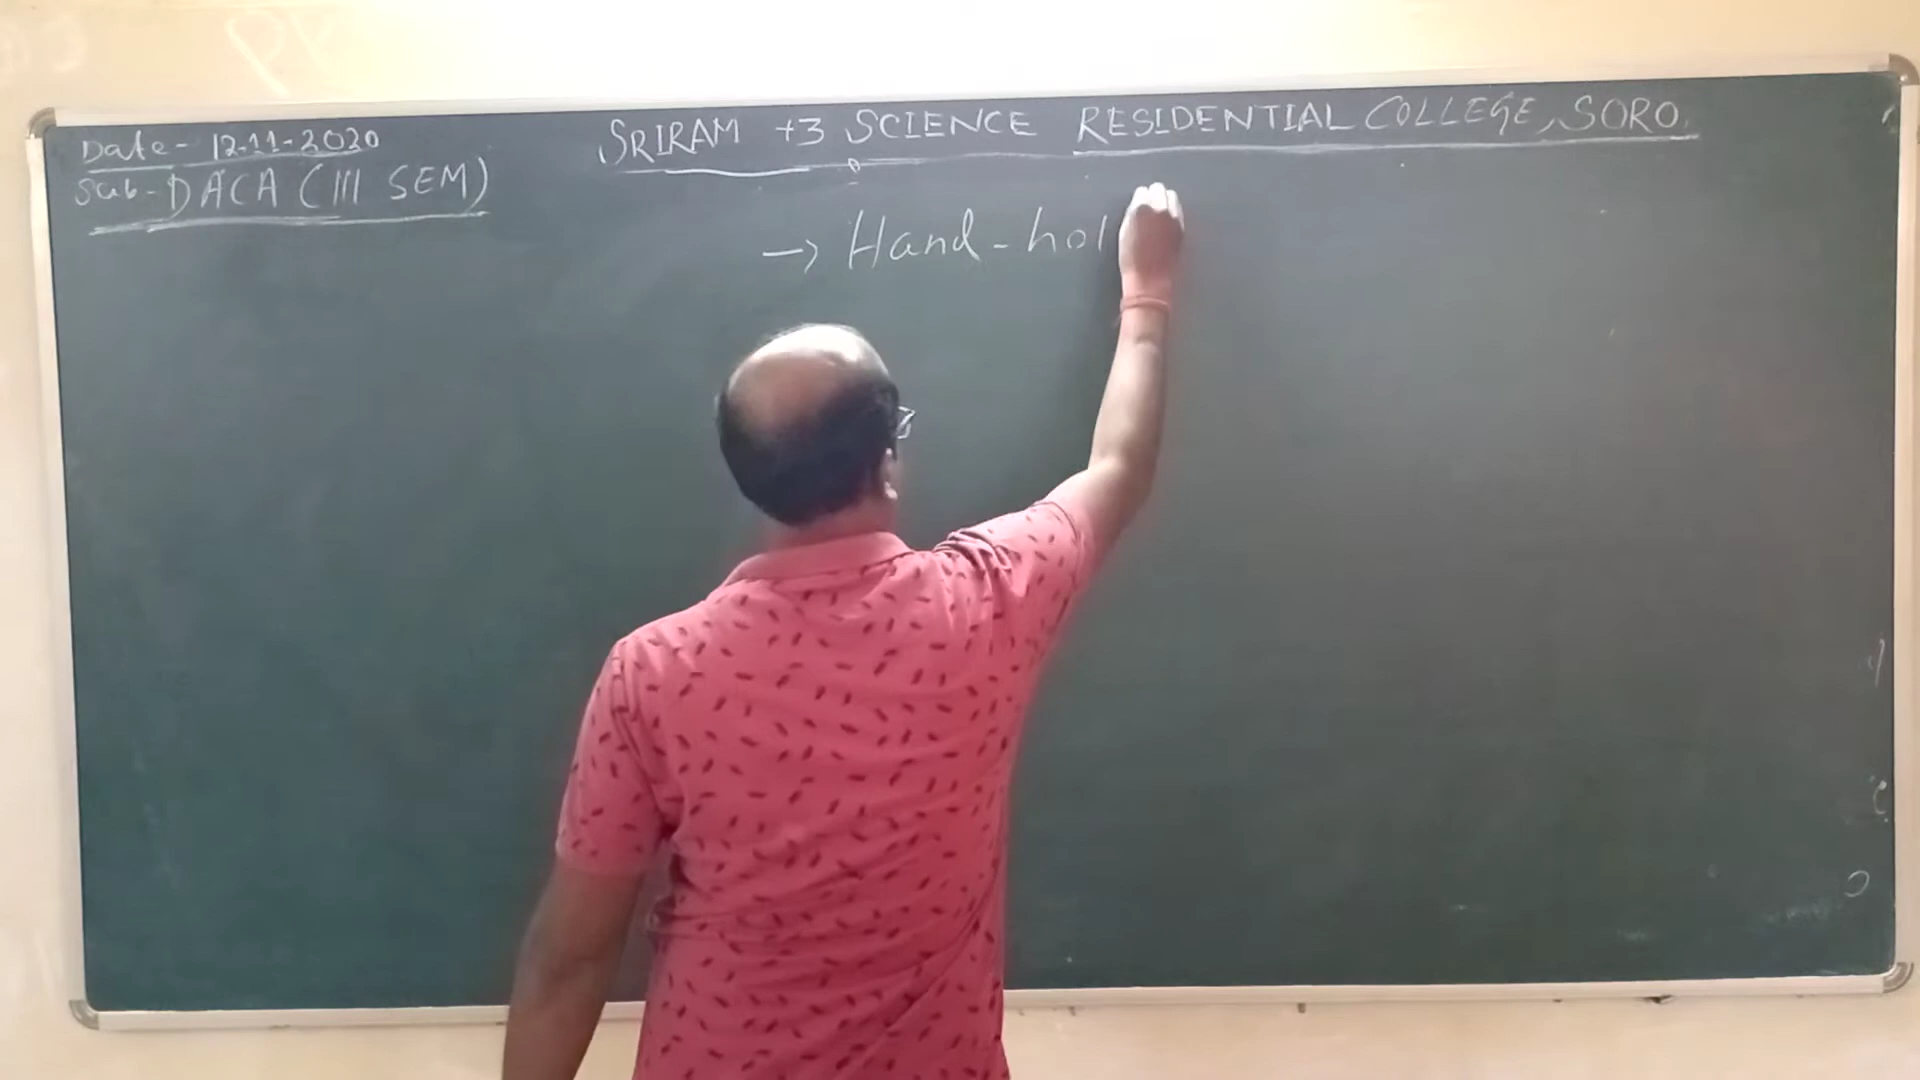 SRIRAM +3 SCIENCE RESIDENTIAL COLLEGE, SORO
Date- 12-11-2020
Sub- DACA (III SEM)
→ Hand-hol